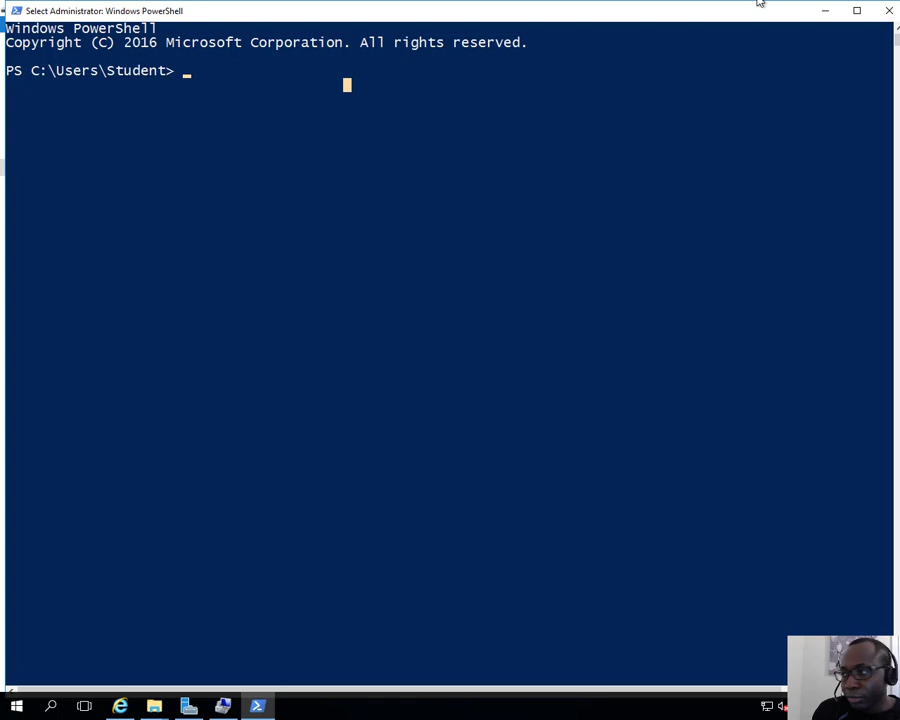 Select Administrator: Windows PowerShell
Windows PowerShell
Copyright (C) 2016 Microsoft Corporation. All rights reserved.
PS C:\Users\Student>